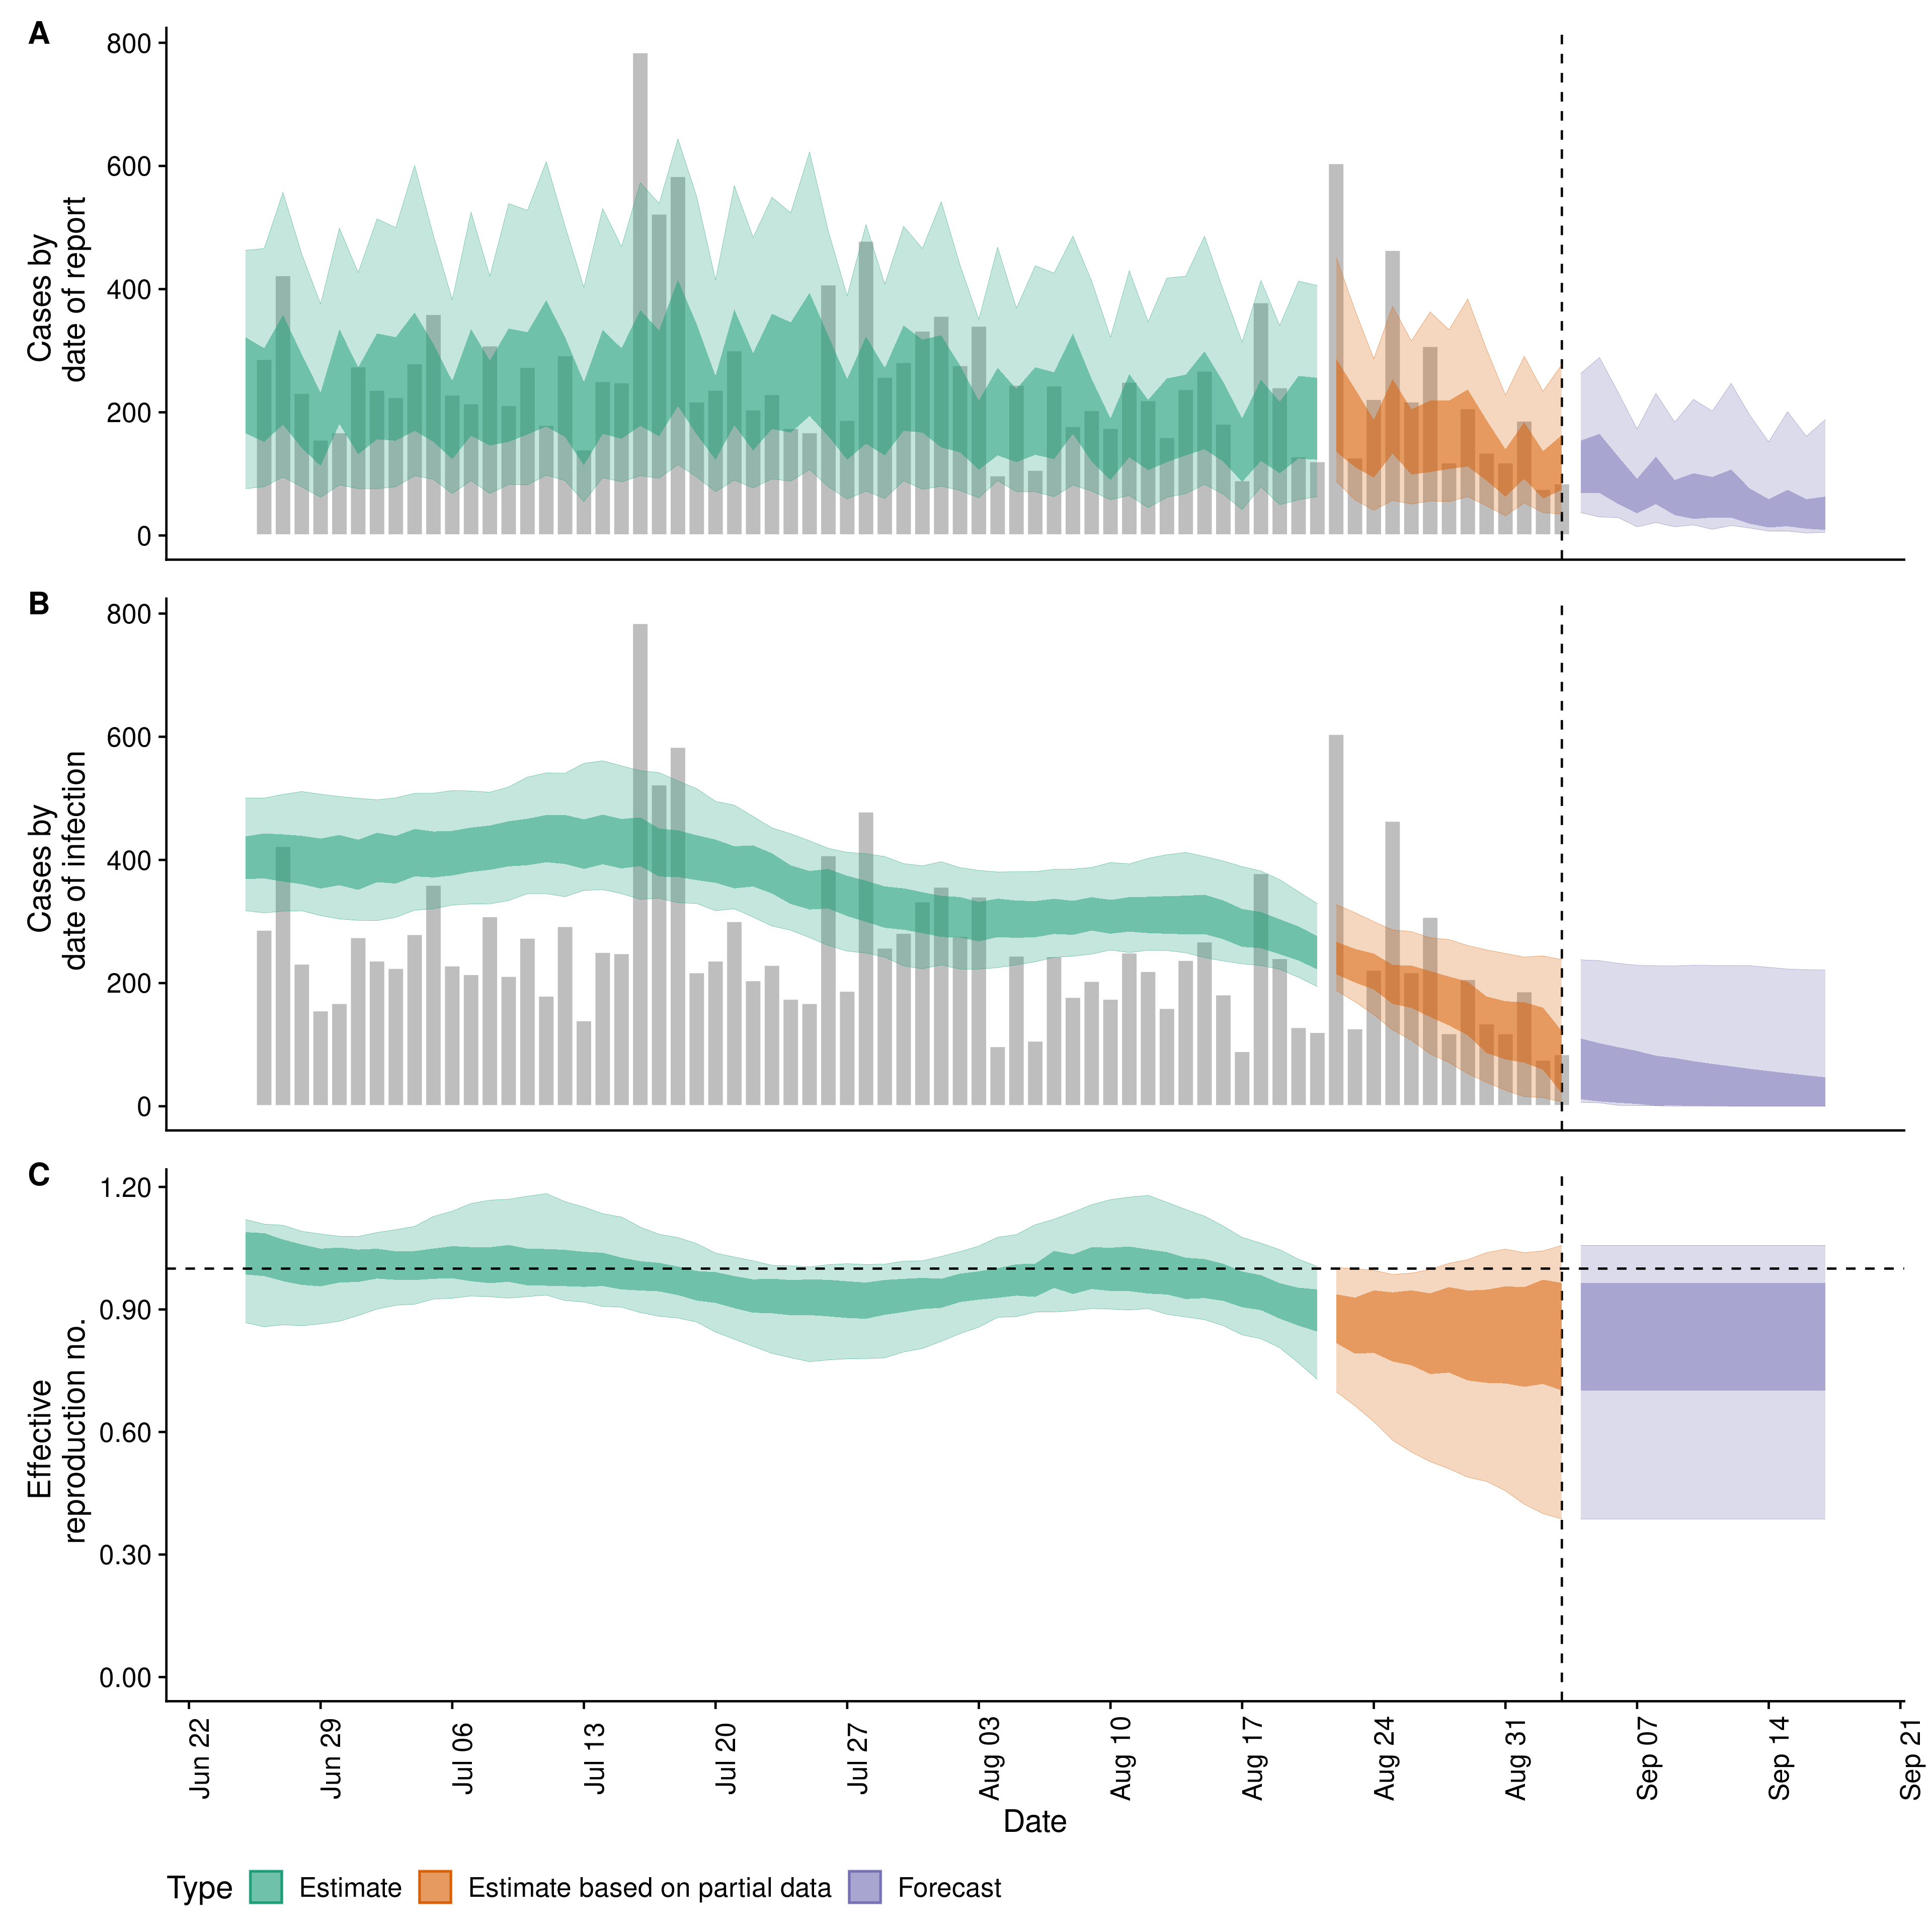 A
800
600
400
200
0
Cases by
date of report
B
800
600
400
200
0
Cases by
date of infection
C
1.20
0.90
0.60
0.30
0.00
Effective
reproduction no.
Jun 22
Jun 29
Jul 06
Jul 13
Jul 20
Jul 27
Aug 03
Aug 10
Aug 17
Aug 24
Aug 31
Sep 07
Sep 14
Sep 21
Date
Type Estimate Estimate based on partial data Forecast